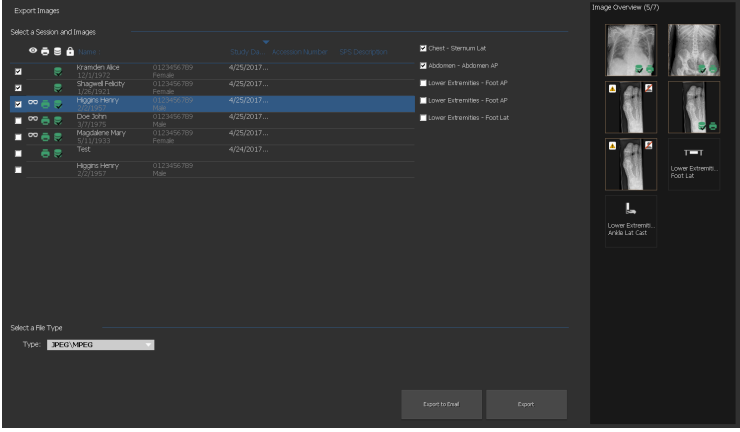 Export Images
Image Overview (5/7)
Select a Session and Images
Name Study Da... Accession Number SPS Description
Kramden Alice 0123456789 4/25/2017...
12/1/1972 Female
Shagwell Felicity 0123456789 4/25/2017...
1/26/1921 Female
Higgins Henry 0123456789 4/25/2017...
2/2/1957 Male
Doe John 0123456789 4/25/2017...
3/7/1975 Male
Magdalene Mary 0123456789 4/25/2017...
5/11/1933 Female
Test 4/24/2017...
Higgins Henry 0123456789
2/2/1957 Male
Chest - Sternum Lat
Abdomen - Abdomen AP
Lower Extremities - Foot AP
Lower Extremities - Foot AP
Lower Extremities - Foot Lat
Lower Extremiti...
Foot Lat
Lower Extremiti...
Ankle Lat Cast
Select a File Type
Type: JPEG\MPEG
Export to Email
Export